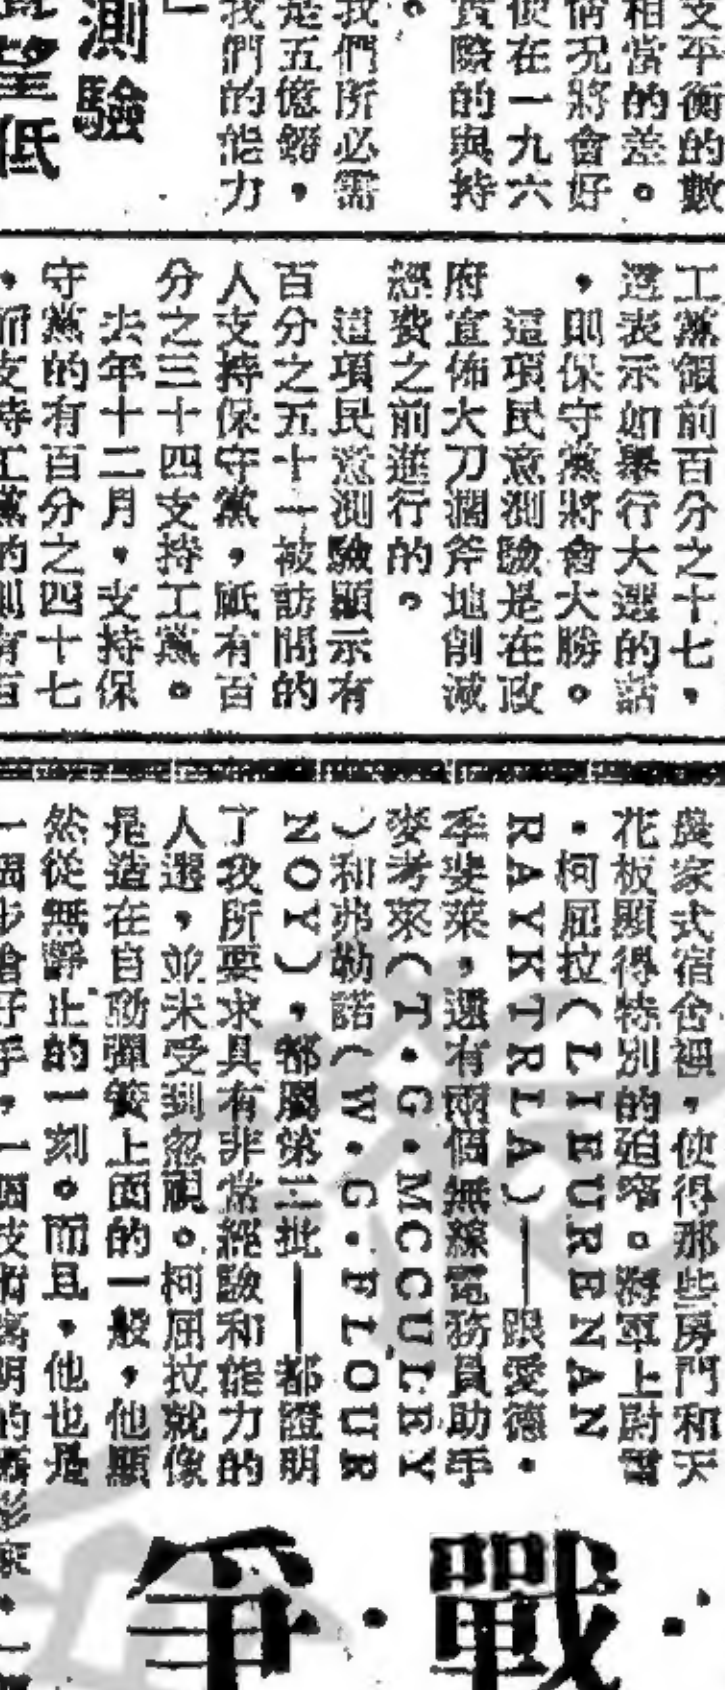 支平衡的數
相當的差。
情況將會好
使在一九六
實際的與持
。
我們所必需
是五億鎊，
我們的能力
」
測驗
望低
工黨領前百分之十七，
還表示如舉行大選的話
，則保守黨將會大勝。
這項民意測驗是在政
府宣佈大刀濶斧地削減
經費之前進行的。
這項民意測驗顯示有
百分之五十一被訪問的
人支持保守黨，祗有百
分之三十四支持工黨。
去年十二月，支持保
守黨的有百分之四十七
，而支持工黨的則有百
農家式宿舍裡，使得那些房門和天
花板顯得特別的迫窄。將軍上尉雷
・柯屈拉（LIEURENAN
RAYKTRLA）——跟愛德・
季斐萊，還有兩個無線電務員助手
麥考萊（T・G・MCCULRY
）和弗勒諾（W・G・FLOUR
NOY），都屬第二批——都證明
了我所要求具有非常經驗和能力的
人選，並未受到忽視。柯屈拉就像
是造在自動彈簧上面的一般，他顯
然從無靜止的一刻。而且，他也是
一個步槍好手，一個技術高明的攝影家，一
・戰・爭